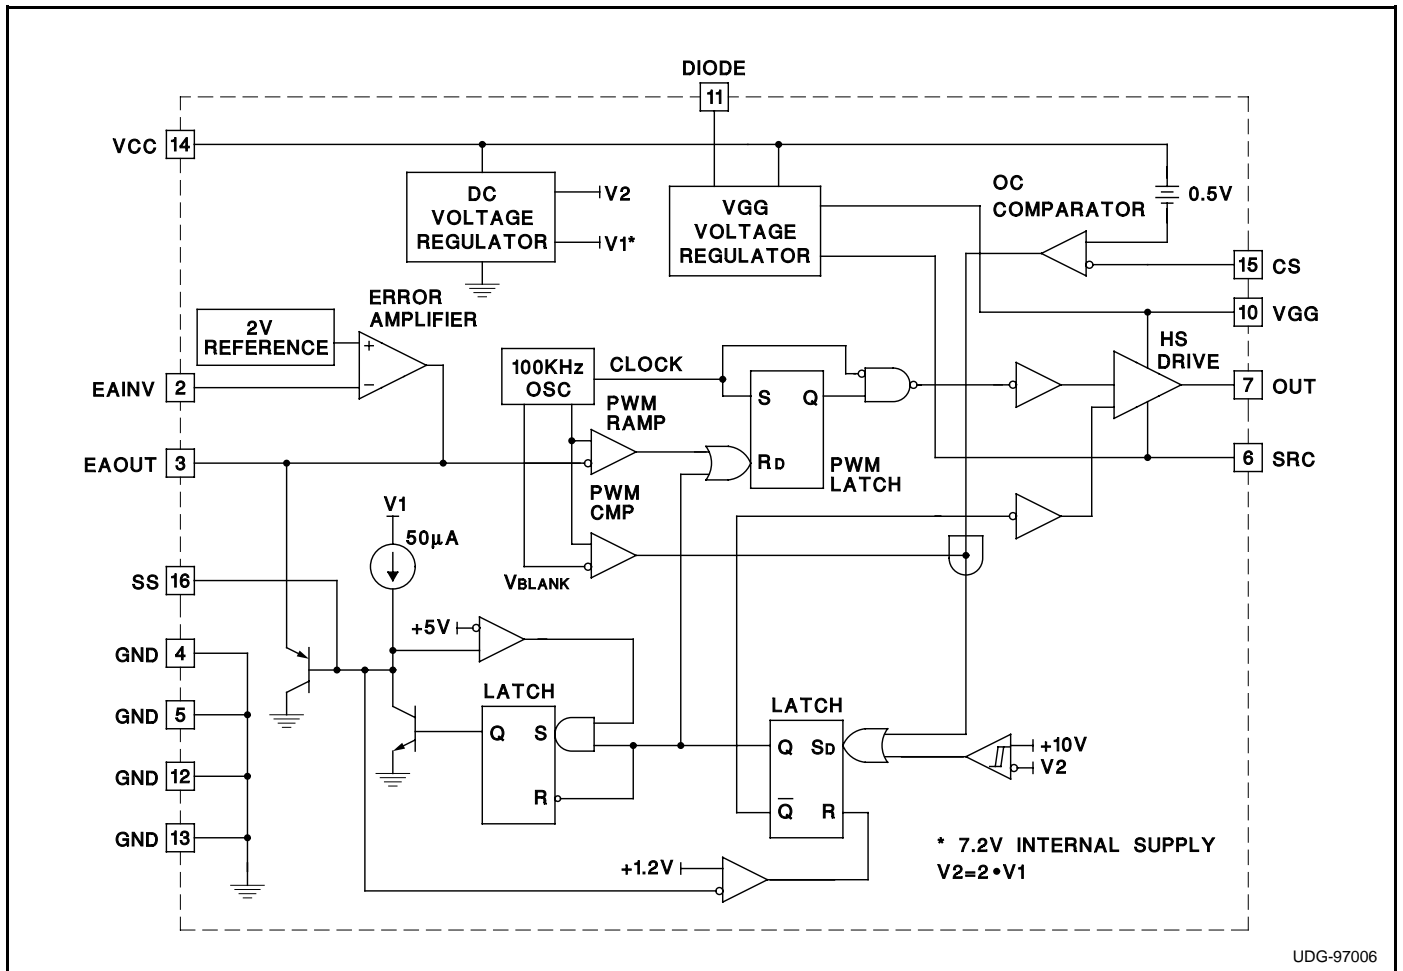 DIODE
11
VCC 14
DC
VOLTAGE
REGULATOR
V2
V1*
VGG
VOLTAGE
REGULATOR
OC
COMPARATOR
0.5V
15 CS
10 VGG
ERROR
AMPLIFIER
2V
REFERENCE
+
−
EAINV 2
100KHz
OSC
CLOCK
PWM
RAMP
S Q
RD
PWM
LATCH
HS
DRIVE
7 OUT
EAOUT 3
6 SRC
PWM
CMP
V1
50µA
SS 16
VBLANK
+5V
GND 4
GND 5
GND 12
GND 13
LATCH
Q S
R
LATCH
Q SD
Q̅ R
+10V
V2
+1.2V
* 7.2V INTERNAL SUPPLY
V2=2•V1
UDG-97006